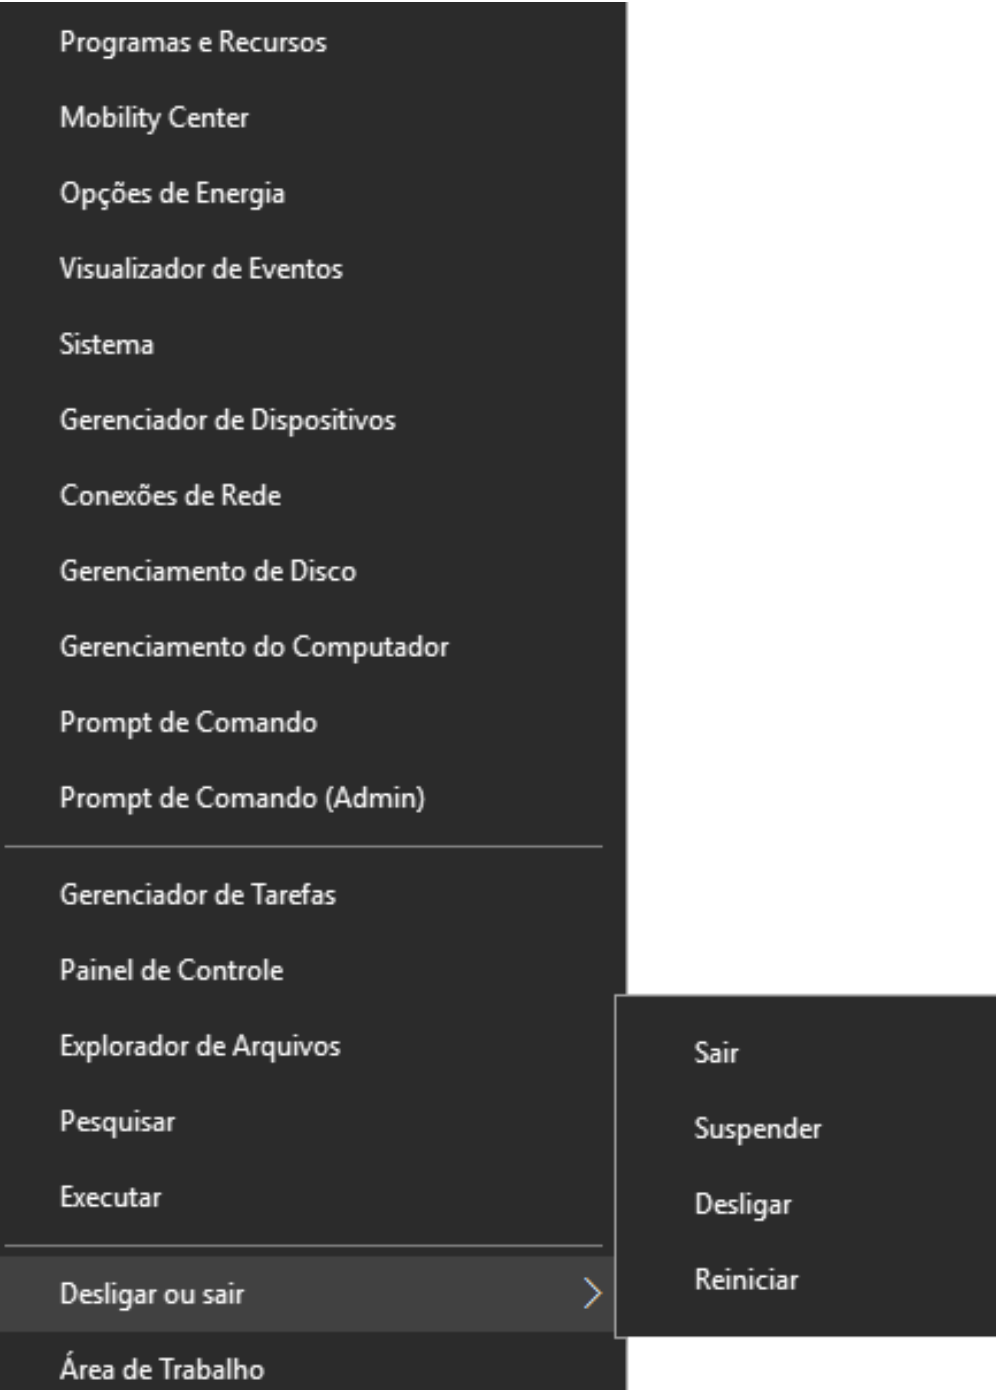 Programas e Recursos
Mobility Center
Opções de Energia
Visualizador de Eventos
Sistema
Gerenciador de Dispositivos
Conexões de Rede
Gerenciamento de Disco
Gerenciamento do Computador
Prompt de Comando
Prompt de Comando (Admin)
Gerenciador de Tarefas
Painel de Controle
Explorador de Arquivos
Pesquisar
Executar
Desligar ou sair
Área de Trabalho
Sair
Suspender
Desligar
Reiniciar